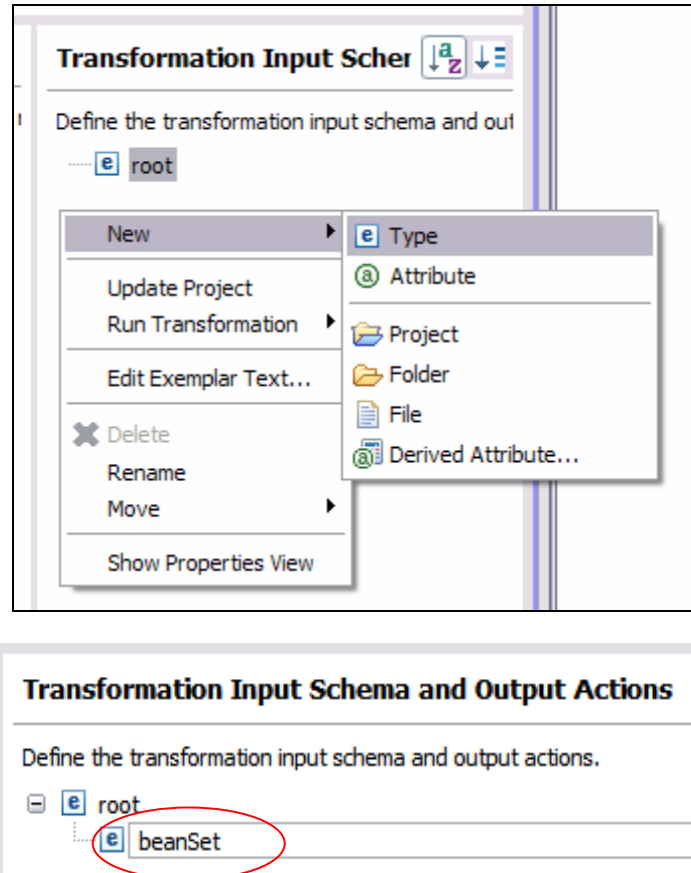 Transformation Input Scher
Define the transformation input schema and out
root
New
Type
Attribute
Update Project
Run Transformation
Project
Folder
Edit Exemplar Text...
File
Delete
Derived Attribute...
Rename
Move
Show Properties View
Transformation Input Schema and Output Actions
Define the transformation input schema and output actions.
root
beanSet